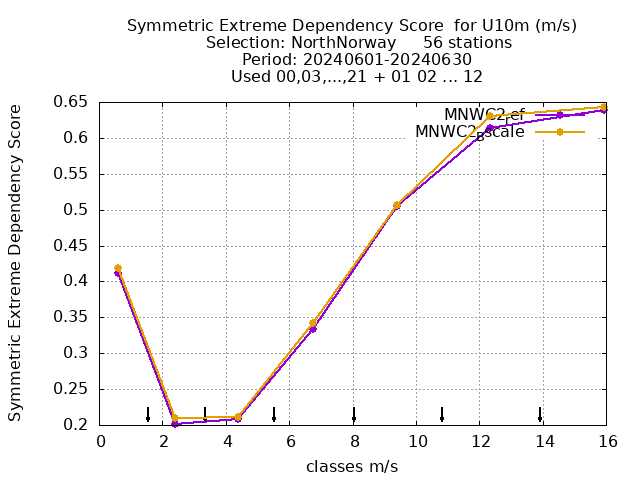 Symmetric Extreme Dependency Score for U10m (m/s)
Selection: NorthNorway 56 stations
Period: 20240601-20240630
Used 00,03,...,21 + 01 02 ... 12
Symmetric Extreme Dependency Score
0.65
0.6
0.55
0.5
0.45
0.4
0.35
0.3
0.25
0.2
0 2 4 6 8 10 12 14 16
classes m/s